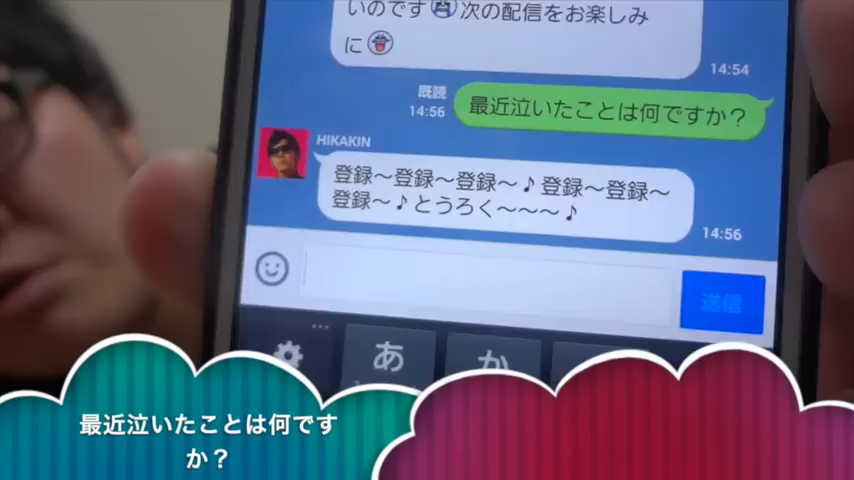 いのです 次の配信をお楽しみ
に
14:54
既読
14:56
最近泣いたことは何ですか？
HIKAKIN
登録～登録～登録～♪登録～登録～
登録～♪とうろく～～～♪
14:56
送信
あ
か
最近泣いたことは何です
か？